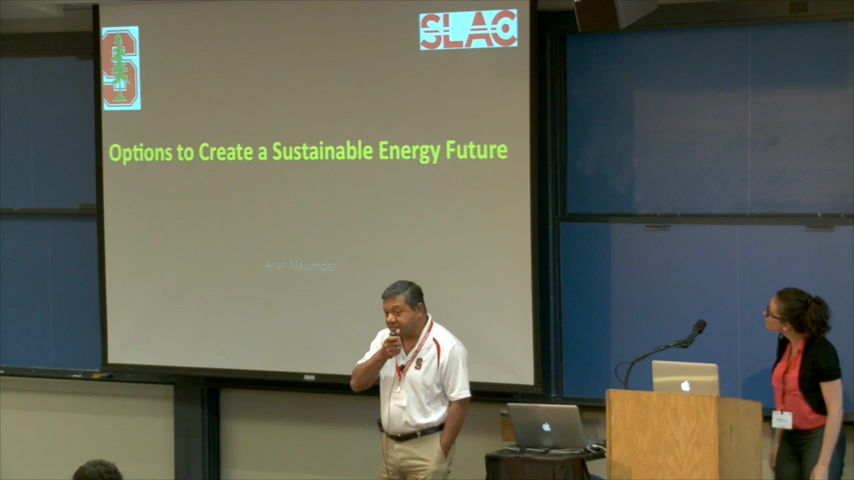 S
SLAC
Options to Create a Sustainable Energy Future
Arun Majumdar
S